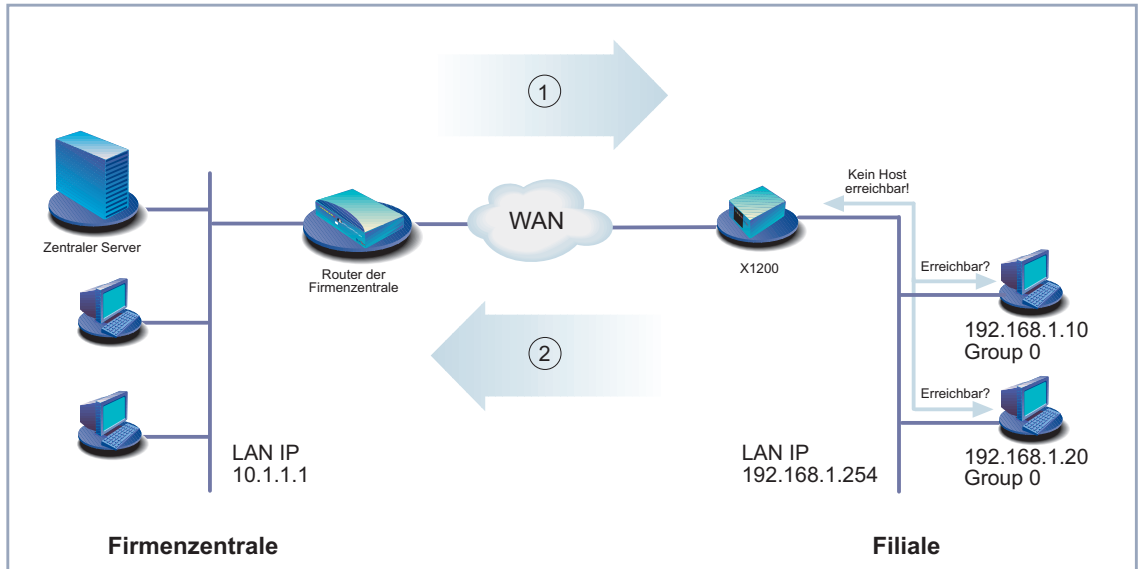 1
Kein Host
erreichbar!
WAN
Zentraler Server
Router der
Firmenzentrale
X1200
Erreichbar?
192.168.1.10
Group 0
2
Erreichbar?
LAN IP
10.1.1.1
LAN IP
192.168.1.254
192.168.1.20
Group 0
Firmenzentrale
Filiale